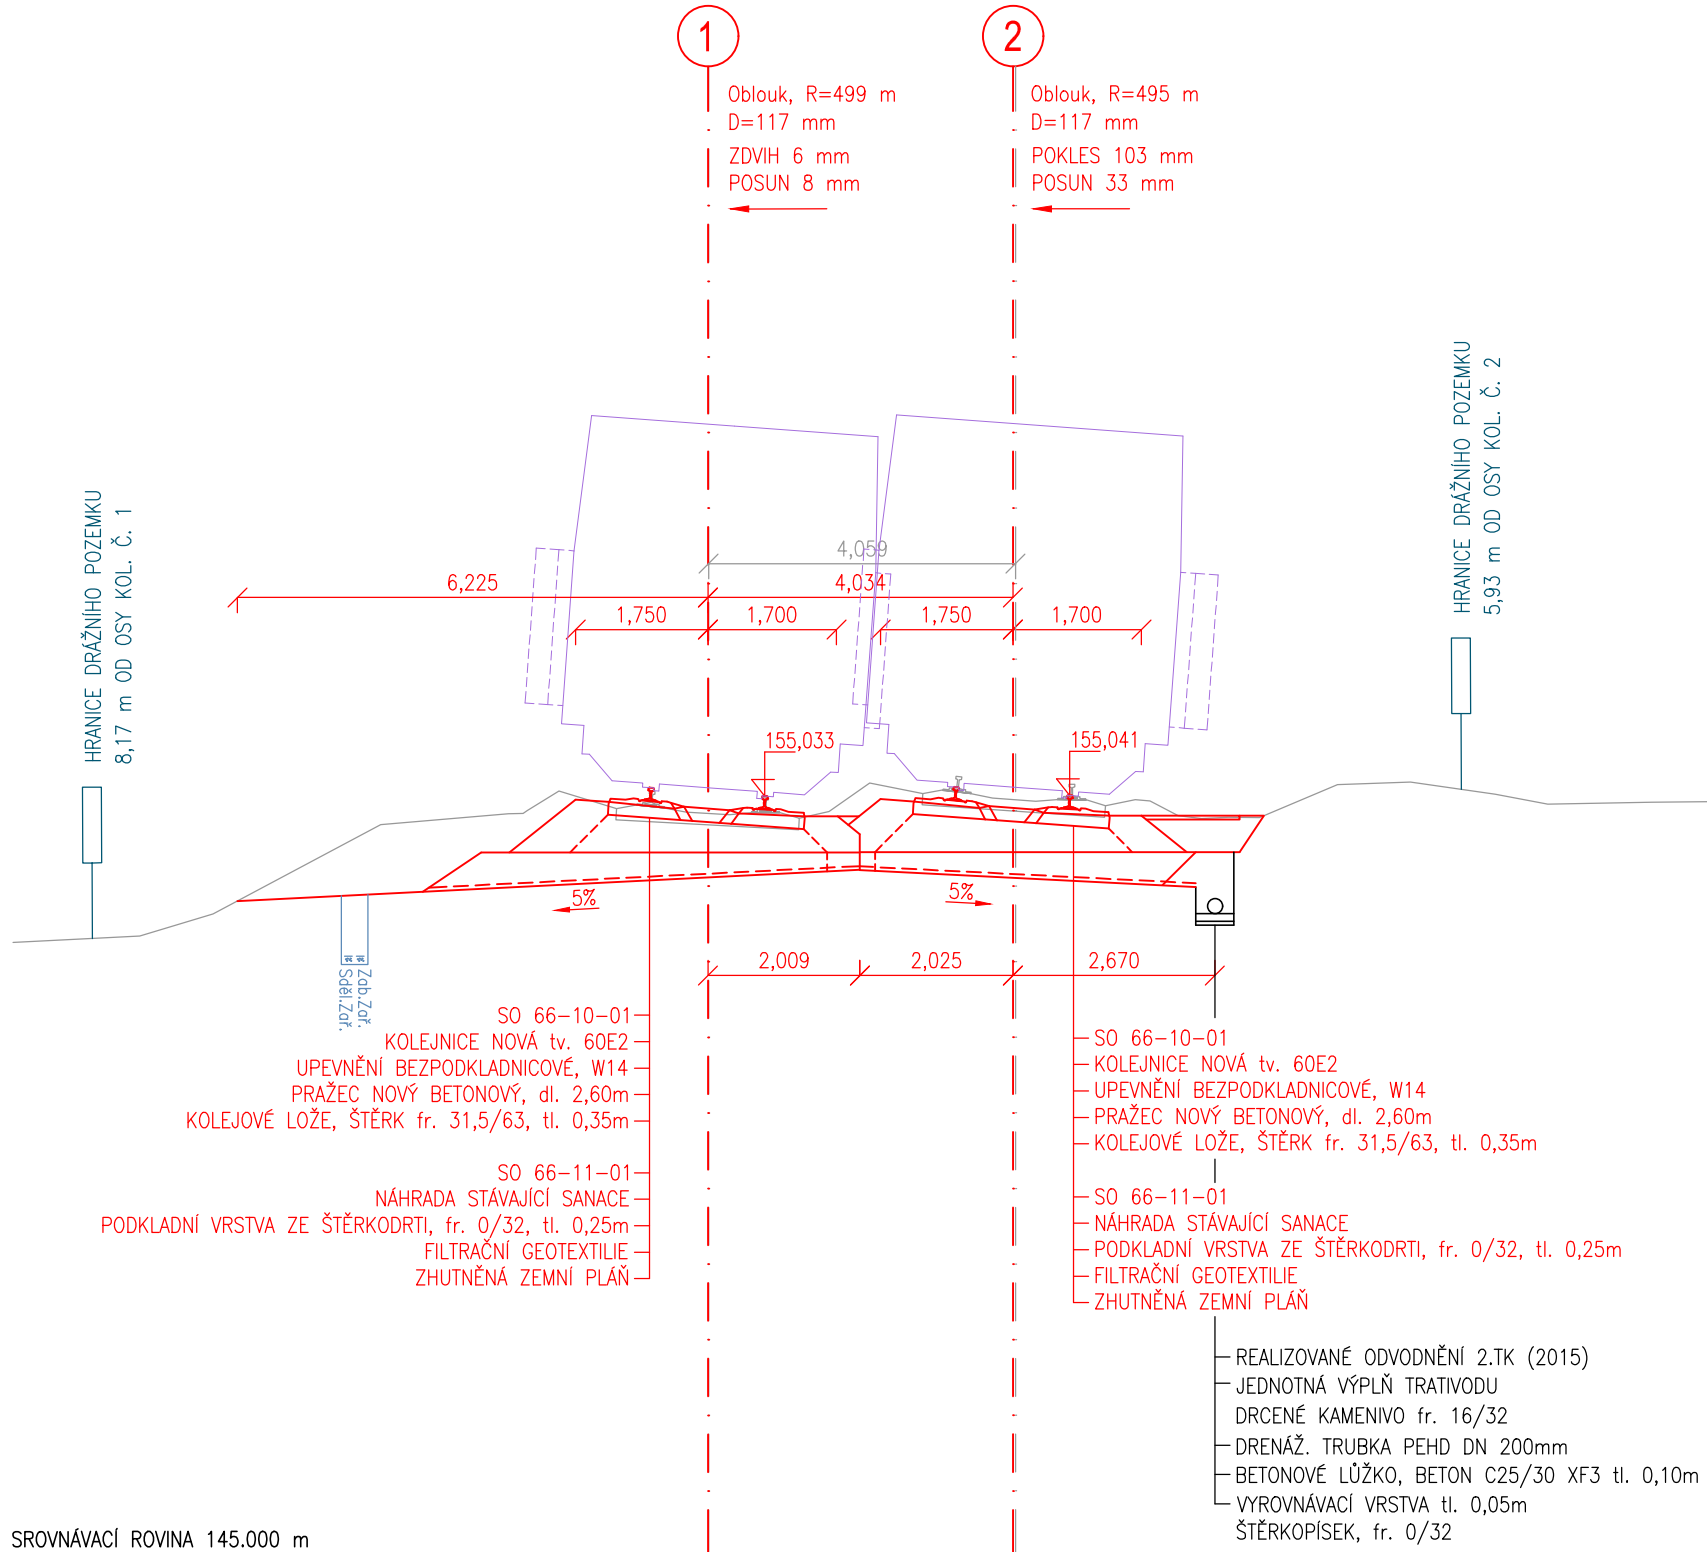 1
2
Oblouk, R=499 m
D=117 mm
ZDVIH 6 mm
POSUN 8 mm
Oblouk, R=495 m
D=117 mm
POKLES 103 mm
POSUN 33 mm
HRANICE DRÁŽNÍHO POZEMKU
8,17 m OD OSY KOL. Č. 1
HRANICE DRÁŽNÍHO POZEMKU
5,93 m OD OSY KOL. Č. 2
4,059
6,225
4,034
1,750
1,700
1,750
1,700
155,033
155,041
5%
5%
2,009
2,025
2,670
Zab.Zař.
Sděl.Zař.
SO 66-10-01
KOLEJNICE NOVÁ tv. 60E2
UPEVNĚNÍ BEZPODKLADNICOVÉ, W14
PRAŽEC NOVÝ BETONOVÝ, dl. 2,60m
KOLEJOVÉ LOŽE, ŠTĚRK fr. 31,5/63, tl. 0,35m
SO 66-11-01
NÁHRADA STÁVAJÍCÍ SANACE
PODKLADNÍ VRSTVA ZE ŠTĚRKODRTI, fr. 0/32, tl. 0,25m
FILTRAČNÍ GEOTEXTILIE
ZHUTNĚNÁ ZEMNÍ PLÁŇ
SO 66-10-01
KOLEJNICE NOVÁ tv. 60E2
UPEVNĚNÍ BEZPODKLADNICOVÉ, W14
PRAŽEC NOVÝ BETONOVÝ, dl. 2,60m
KOLEJOVÉ LOŽE, ŠTĚRK fr. 31,5/63, tl. 0,35m
SO 66-11-01
NÁHRADA STÁVAJÍCÍ SANACE
PODKLADNÍ VRSTVA ZE ŠTĚRKODRTI, fr. 0/32, tl. 0,25m
FILTRAČNÍ GEOTEXTILIE
ZHUTNĚNÁ ZEMNÍ PLÁŇ
REALIZOVANÉ ODVODNĚNÍ 2.TK (2015)
JEDNOTNÁ VÝPLŇ TRATIVODU
DRCENÉ KAMENIVO fr. 16/32
DRENÁŽ. TRUBKA PEHD DN 200mm
BETONOVÉ LŮŽKO, BETON C25/30 XF3 tl. 0,10m
VYROVNÁVACÍ VRSTVA tl. 0,05m
ŠTĚRKOPÍSEK, fr. 0/32
SROVNÁVACÍ ROVINA 145.000 m